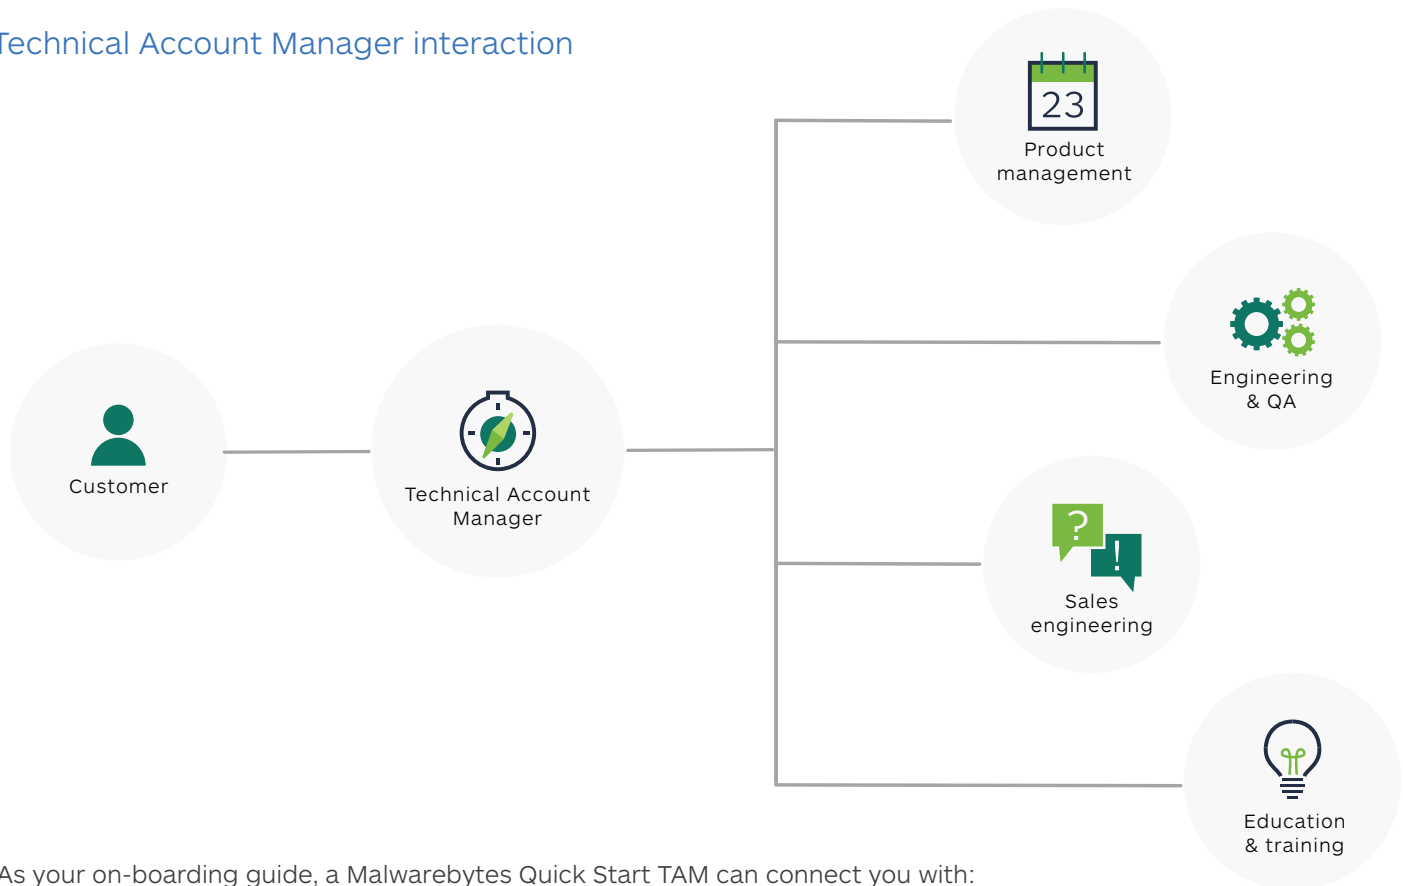 Technical Account Manager interaction
23
Product
management
Engineering
& QA
Customer
Technical Account
Manager
?
!
Sales
engineering
Education
& training
As your on-boarding guide, a Malwarebytes Quick Start TAM can connect you with: